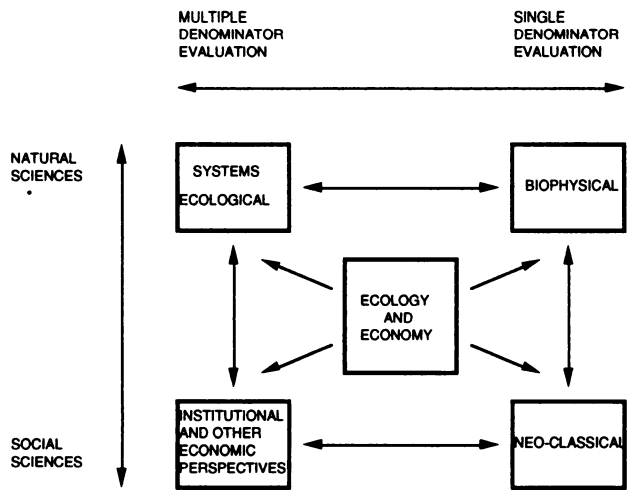 MULTIPLE
DENOMINATOR
EVALUATION
SINGLE
DENOMINATOR
EVALUATION
NATURAL
SCIENCES
SYSTEMS
ECOLOGICAL
BIOPHYSICAL
ECOLOGY
AND
ECONOMY
SOCIAL
SCIENCES
INSTITUTIONAL
AND OTHER
ECONOMIC
PERSPECTIVES
NEO-CLASSICAL